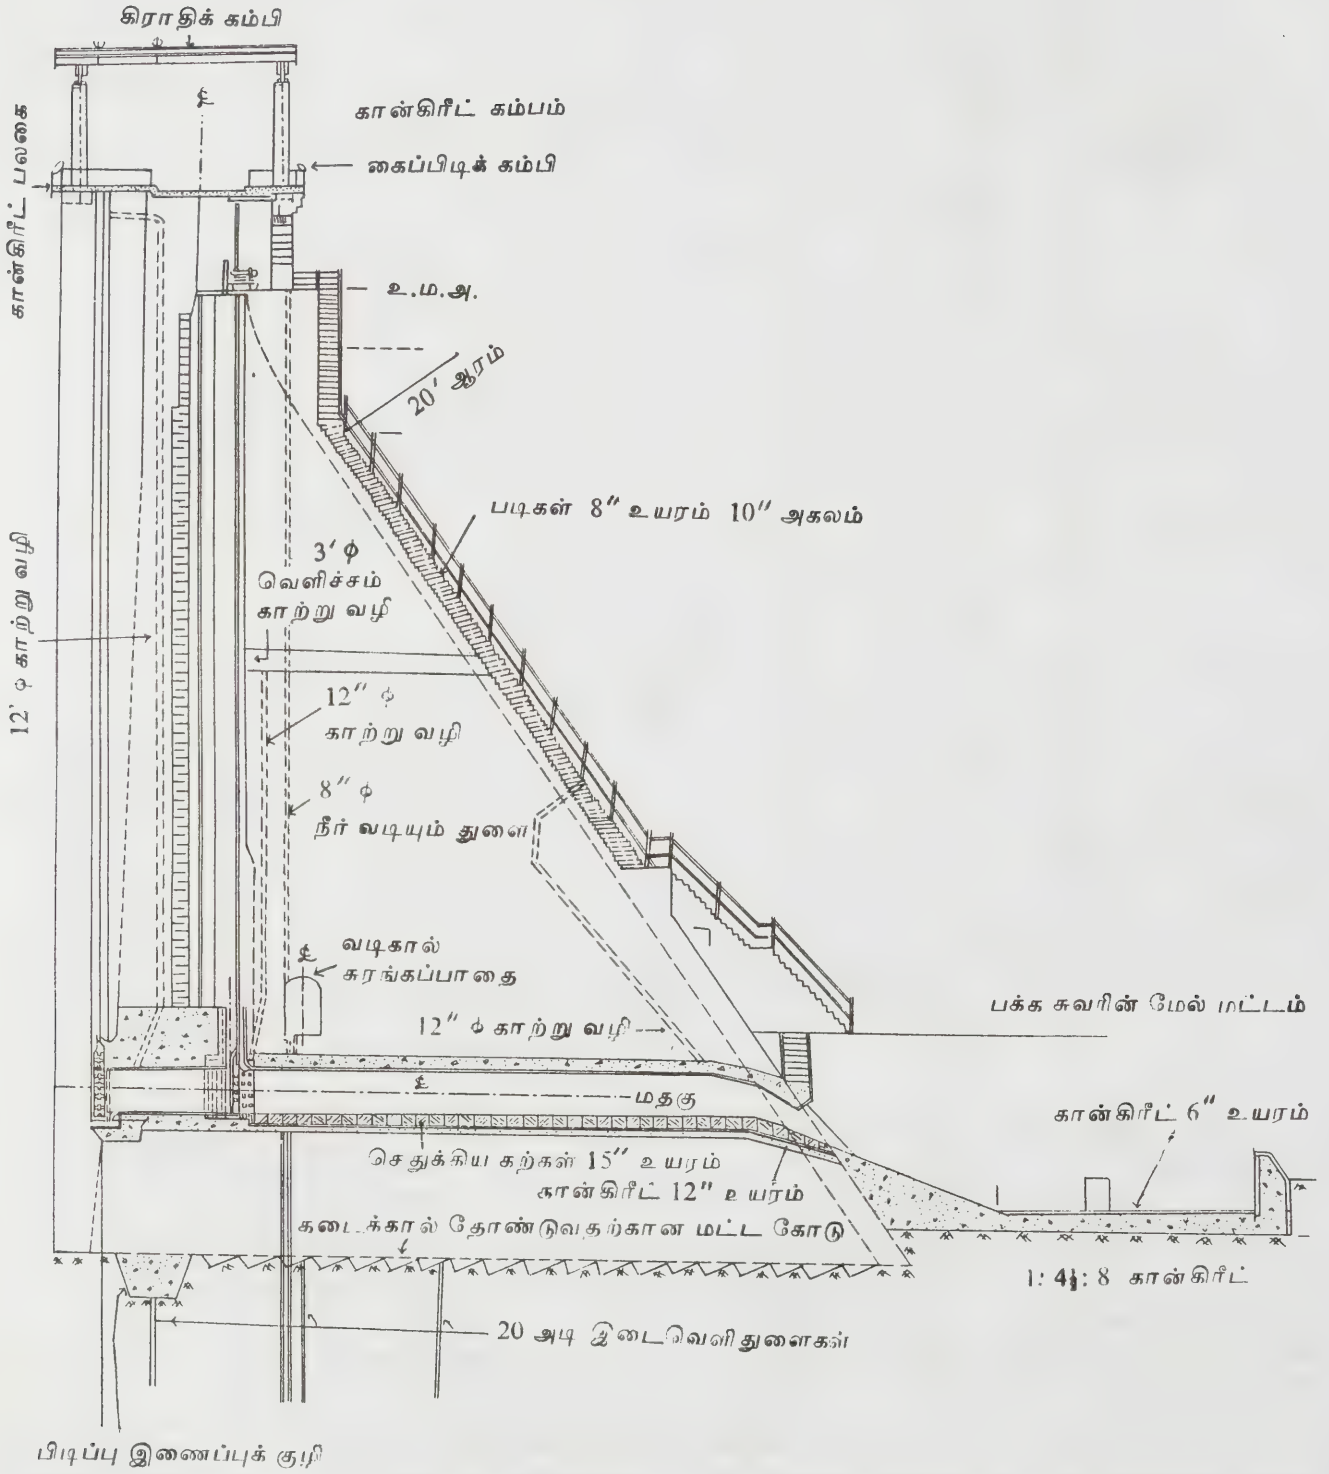 கிராதிக் கம்பி
℄
கான்கிரீட் கம்பம்
கைப்பிடிக் கம்பி
கான்கிரீட் பலகை
உ.ம.அ.
20' ஆரம்
படிகள் 8" உயரம் 10" அகலம்
3' ϕ
வெளிச்சம்
காற்று வழி
12' ϕ காற்று வழி
12" ϕ
காற்று வழி
8" ϕ
நீர் வடியும் துளை
℄
வடிகால்
சுரங்கப்பாதை
12" ϕ காற்று வழி
பக்க சுவரின் மேல் மட்டம்
℄
மதகு
கான்கிரீட் 6" உயரம்
செதுக்கிய கற்கள் 15" உயரம்
கான்கிரீட் 12" உயரம்
கடைக்கால் தோண்டுவதற்கான மட்ட கோடு
1: 4½: 8 கான்கிரீட்
20 அடி இடைவெளி துளைகள்
பிடிப்பு இணைப்புக் குழி